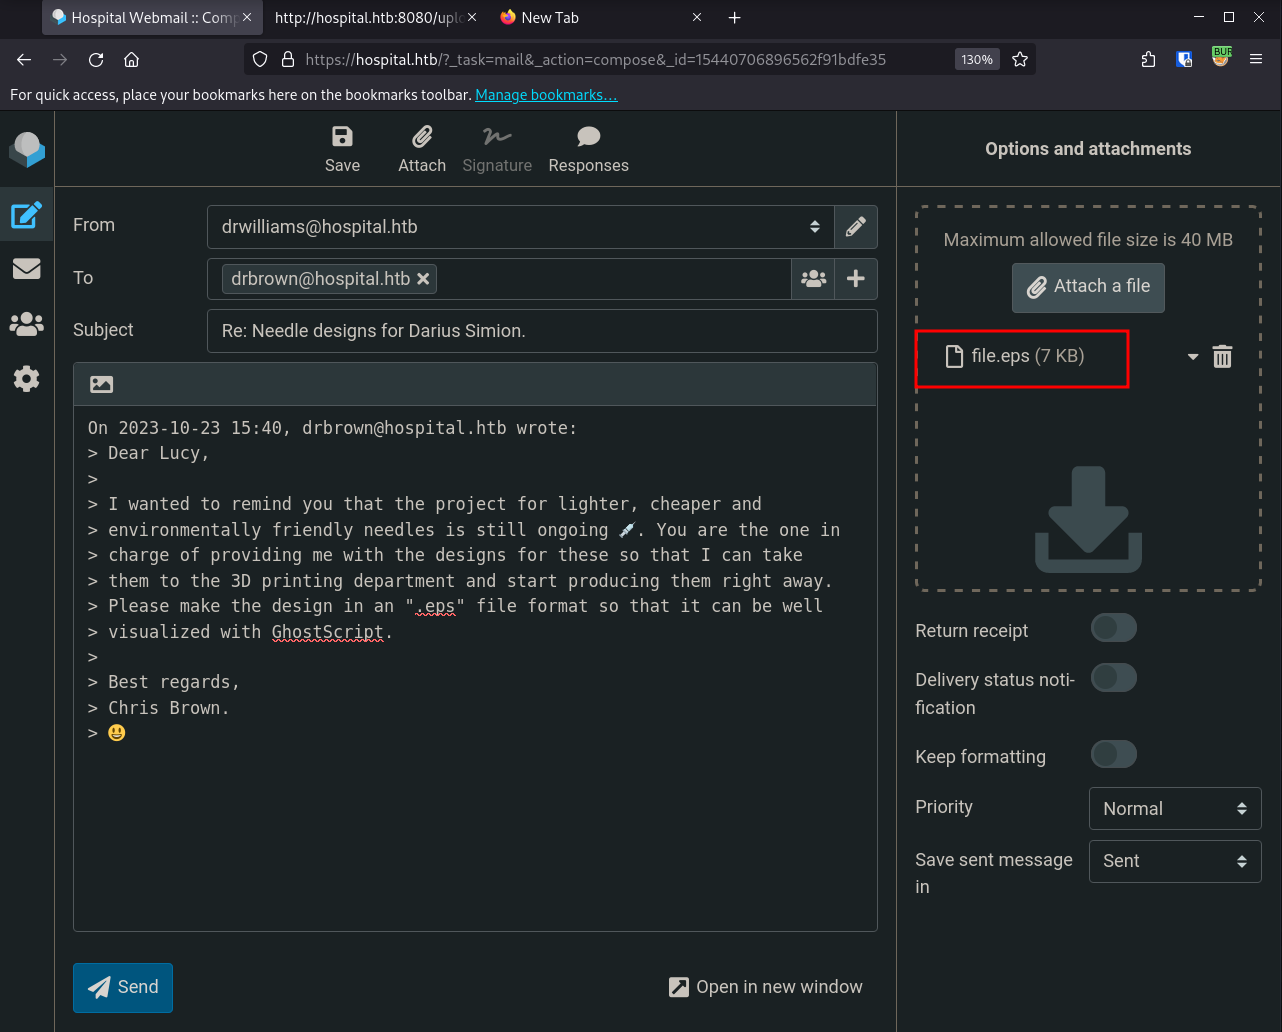 Hospital Webmail :: Comp
http://hospital.htb:8080/uplo
New Tab
https://hospital.htb/?_task=mail&_action=compose&_id=15440706896562f91bdfe35
130%
BUR
For quick access, place your bookmarks here on the bookmarks toolbar. Manage bookmarks…
Save
Attach
Signature
Responses
Options and attachments
From
drwilliams@hospital.htb
To
drbrown@hospital.htb
Subject
Re: Needle designs for Darius Simion.
On 2023-10-23 15:40, drbrown@hospital.htb wrote:
> Dear Lucy,
>
> I wanted to remind you that the project for lighter, cheaper and
> environmentally friendly needles is still ongoing 💉. You are the one in
> charge of providing me with the designs for these so that I can take
> them to the 3D printing department and start producing them right away.
> Please make the design in an ".eps" file format so that it can be well
> visualized with GhostScript.
>
> Best regards,
> Chris Brown.
> 😃
Send
Open in new window
Maximum allowed file size is 40 MB
Attach a file
file.eps (7 KB)
Return receipt
Delivery status noti-
fication
Keep formatting
Priority
Normal
Save sent message
in
Sent